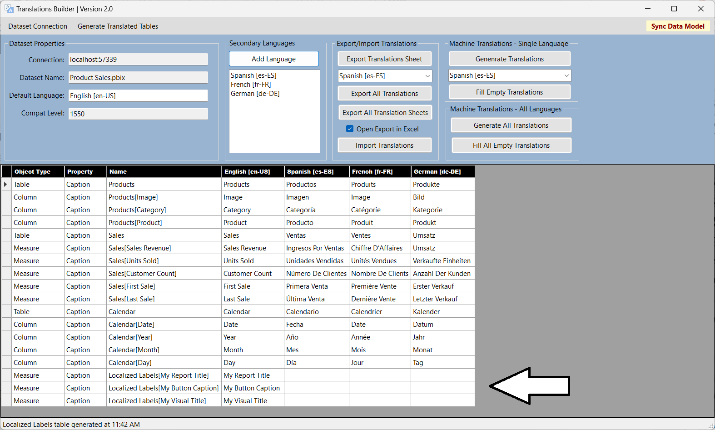 Translations Builder | Version 2.0
Dataset Connection Generate Translated Tables Sync Data Model
Dataset Properties
Connection: localhost:57339
Dataset Name: Product Sales.pbix
Default Language: English [en-US]
Compat Level: 1550
Secondary Languages
Add Language
Spanish [es-ES]
French [fr-FR]
German [de-DE]
Export/Import Translations
Export Translations Sheet
Spanish [es-ES]
Export All Translations
Export All Translation Sheets
Open Export in Excel
Import Translations
Machine Translations - Single Language
Genenrate Translations
Spanish [es-ES]
Fill Empty Translations
Machine Translations - All Languages
Generate All Translations
Fill All Empty Translations
Object Type Property Name English [en-US] Spanish [es-ES] French [fr-FR] German [de-DE]
Table Caption Products Products Productos Produits Produkte
Column Caption Products[Image] Image Imagen Image Bild
Column Caption Products[Category] Category Categoría Catégorie Kategorie
Column Caption Products[Product] Product Producto Produit Produkt
Table Caption Sales Sales Ventas Ventes Umsatz
Measure Caption Sales[Sales Revenue] Sales Revenue Ingresos Por Ventas Chiffre D'Affaires Umsatz
Measure Caption Sales[Units Sold] Units Sold Unidades Vendidas Unités Vendues Verkaufte Einheiten
Measure Caption Sales[Customer Count] Customer Count Número De Clientes Nombre De Clients Anzahl Der Kunden
Measure Caption Sales[First Sale] First Sale Primera Venta Première Vente Erster Verkauf
Measure Caption Sales[Last Sale] Last Sale Última Venta Dernière Vente Letzter Verkauf
Table Caption Calendar Calendar Calendario Calendrier Kalender
Column Caption Calendar[Date] Date Fecha Date Datum
Column Caption Calendar[Year] Year Año Année Jahr
Column Caption Calendar[Month] Month Mes Mois Monat
Column Caption Calendar[Day] Day Día Jour Tag
Measure Caption Localized Labels[My Report Title] My Report Title
Measure Caption Localized Labels[My Button Caption] My Button Caption
Measure Caption Localized Labels[My Visual Title] My Visual Title
Localized Labels table generated at 11:42 AM